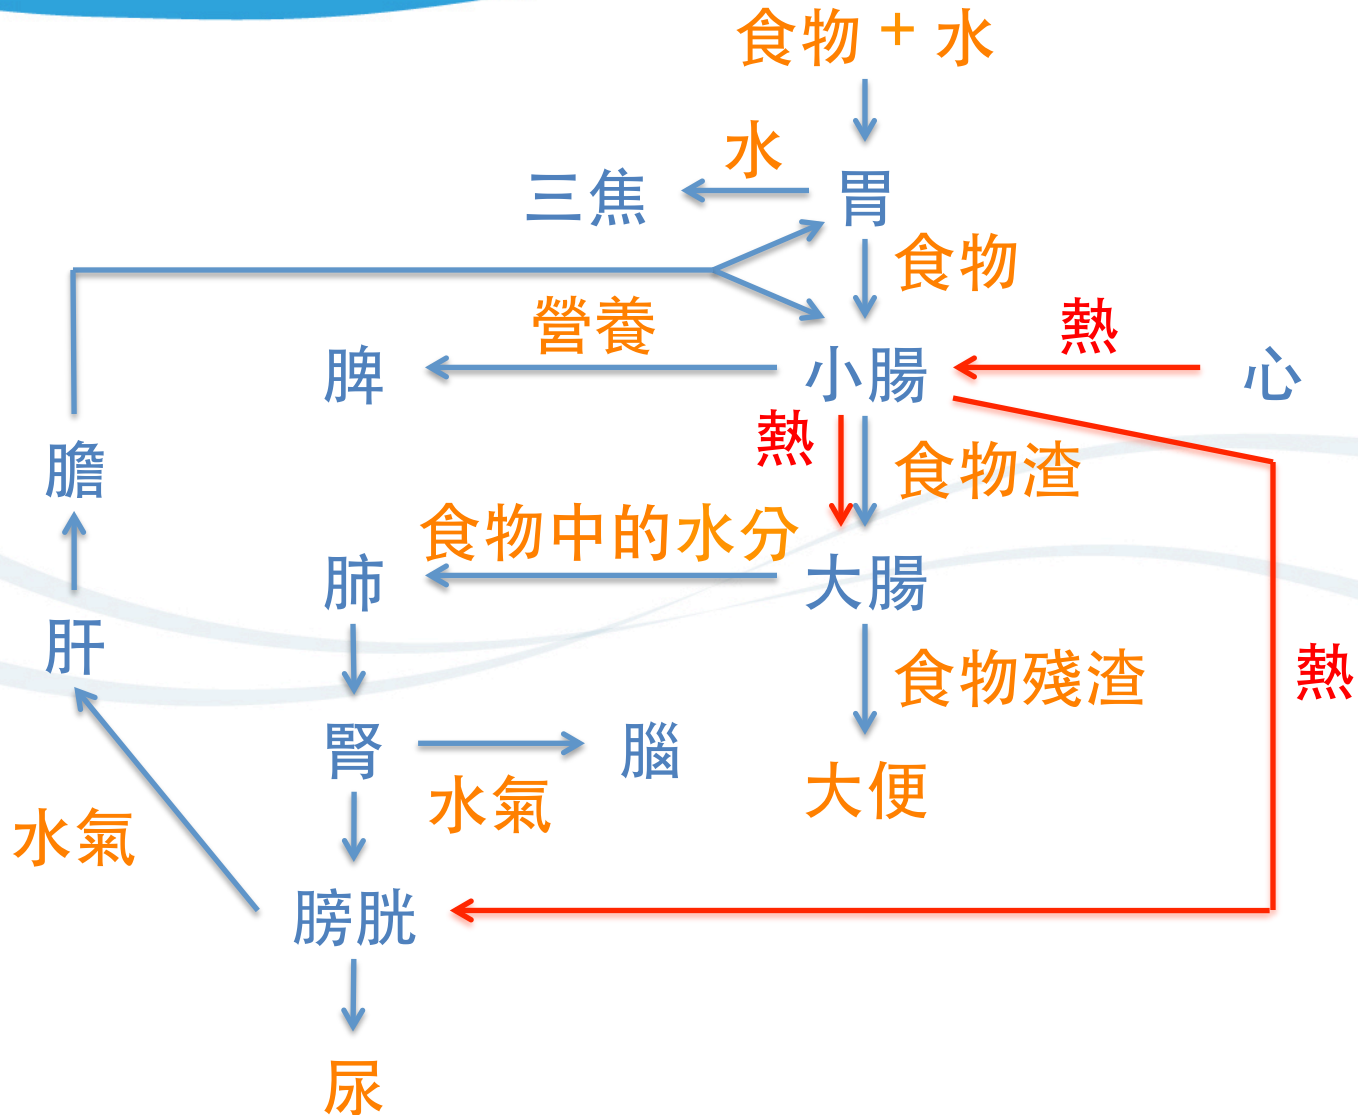 食物 + 水
水
三焦
胃
食物
營養
熱
脾
小腸
心
熱
食物渣
膽
食物中的水分
肺
大腸
肝
食物殘渣
熱
腎
腦
水氣
大便
水氣
膀胱
尿